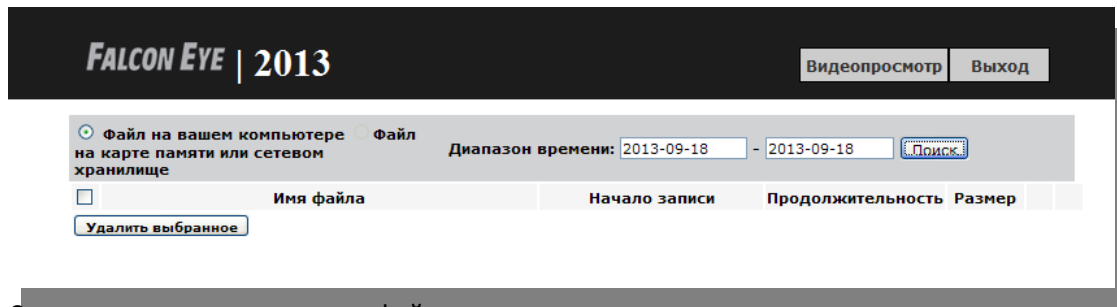 FALCON EYE | 2013
Видеопросмотр Выход
Файл на вашем компьютере Файл
на карте памяти или сетевом
хранилище
Диапазон времени: 2013-09-18 - 2013-09-18 Поиск
Имя файла Начало записи Продолжительность Размер
Удалить выбранное